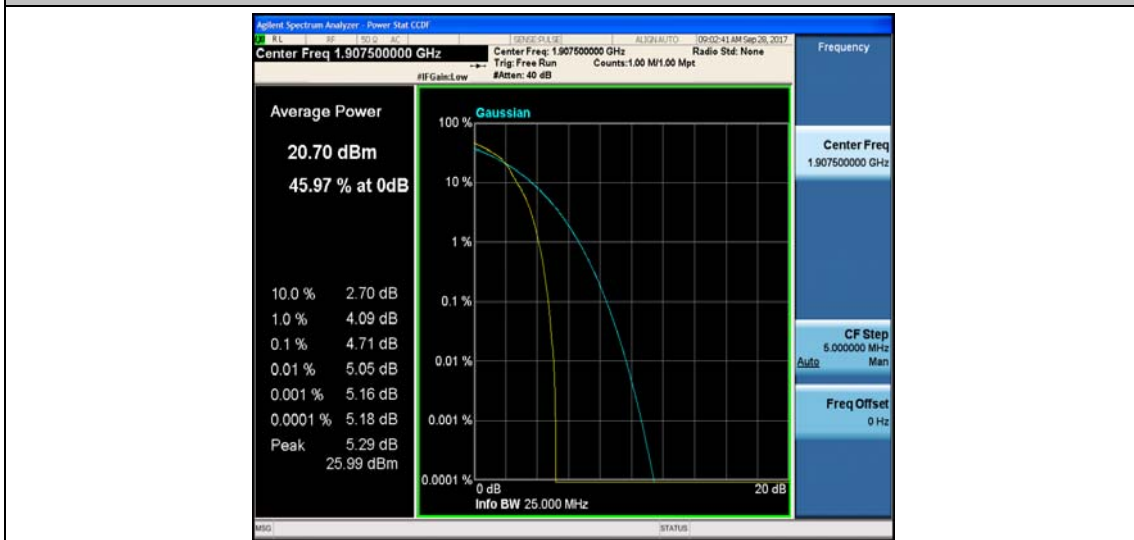 Agilent Spectrum Analyzer - Power Stat CCDF
RL RF 50 Ω AC SENSE:PULSE ALIGN AUTO 09:02:41 AM Sep 28, 2017
Center Freq 1.907500000 GHz
Center Freq: 1.907500000 GHz Radio Std: None
Trig: Free Run Counts:1.00 M/1.00 Mpt
#IFGain:Low #Atten: 40 dB
Frequency
Average Power
20.70 dBm
45.97 % at 0dB
10.0 % 2.70 dB
1.0 % 4.09 dB
0.1 % 4.71 dB
0.01 % 5.05 dB
0.001 % 5.16 dB
0.0001 % 5.18 dB
Peak 5.29 dB
25.99 dBm
Gaussian
100 %
10 %
1 %
0.1 %
0.01 %
0.001 %
0.0001 %
0 dB 20 dB
Info BW 25.000 MHz
Center Freq
1.907500000 GHz
CF Step
5.000000 MHz
Auto Man
Freq Offset
0 Hz
MSG STATUS